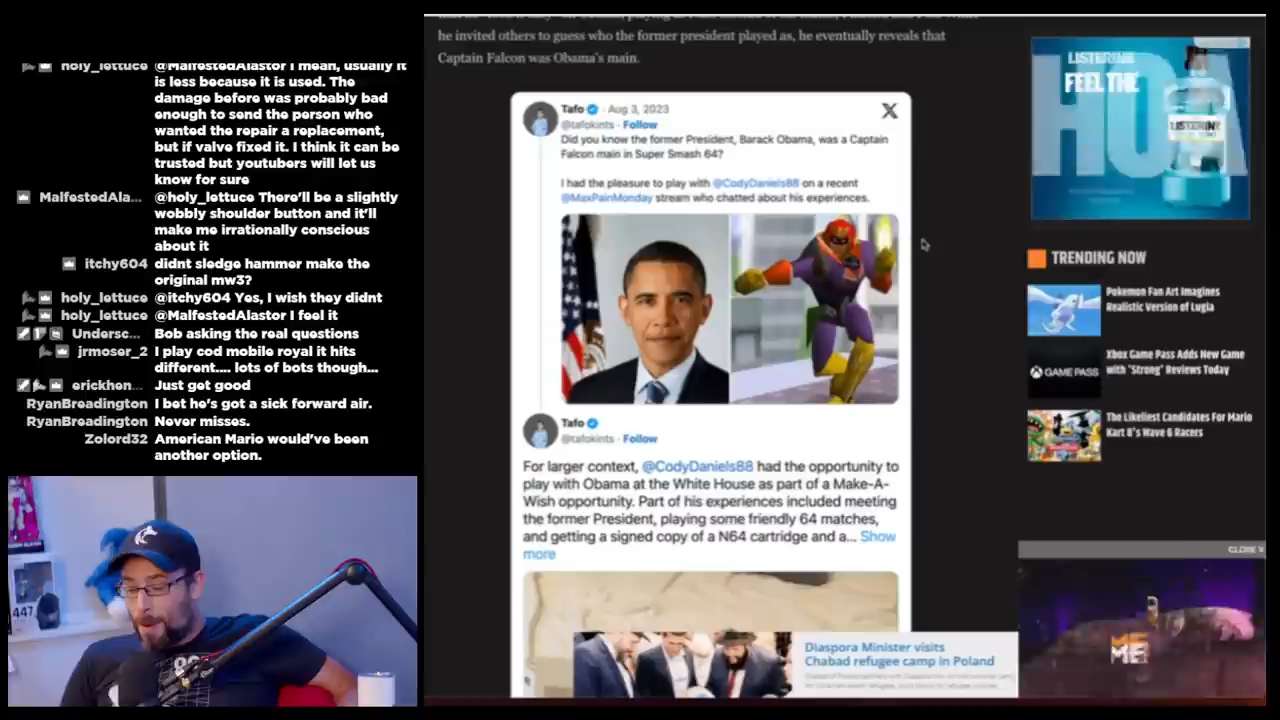 holy_lettuce @MalfestedAlastor I mean, usually it
is less because it is used. The
damage before was probably bad
enough to send the person who
wanted the repair a replacement,
but if valve fixed it. I think it can be
trusted but youtubers will let us
know for sure
MalfestedAla... @holy_lettuce There'll be a slightly
wobbly shoulder button and it'll
make me irrationally conscious
about it
itchy604 didnt sledge hammer make the
original mw3?
holy_lettuce @itchy604 Yes, I wish they didnt
holy_lettuce @MalfestedAlastor I feel it
Undersc... Bob asking the real questions
jrmoser_2 I play cod mobile royal it hits
different.... lots of bots though...
erickhen... Just get good
RyanBreadington I bet he's got a sick forward air.
RyanBreadington Never misses.
Zolord32 American Mario would've been
another option.
447
he invited others to guess who the former president played as, he eventually reveals that
Captain Falcon was Obama's main.
Tafo · Aug 3, 2023
@tafokints · Follow
X
Did you know the former President, Barack Obama, was a Captain
Falcon main in Super Smash 64?
I had the pleasure to play with @CodyDaniels88 on a recent
@MaxPainMonday stream who chatted about his experiences.
Tafo
@tafokints · Follow
For larger context, @CodyDaniels88 had the opportunity to
play with Obama at the White House as part of a Make-A-
Wish opportunity. Part of his experiences included meeting
the former President, playing some friendly 64 matches,
and getting a signed copy of a N64 cartridge and a... Show
more
Diaspora Minister visits
Chabad refugee camp in Poland
LISTERINE
FEEL THE
HOA
LISTERINE
TRENDING NOW
Pokemon Fan Art Imagines
Realistic Version of Lugia
XBOX GAME PASS
Xbox Game Pass Adds New Game
with 'Strong' Reviews Today
The Likeliest Candidates For Mario
Kart 8's Wave 6 Racers
CLOSE X
ME